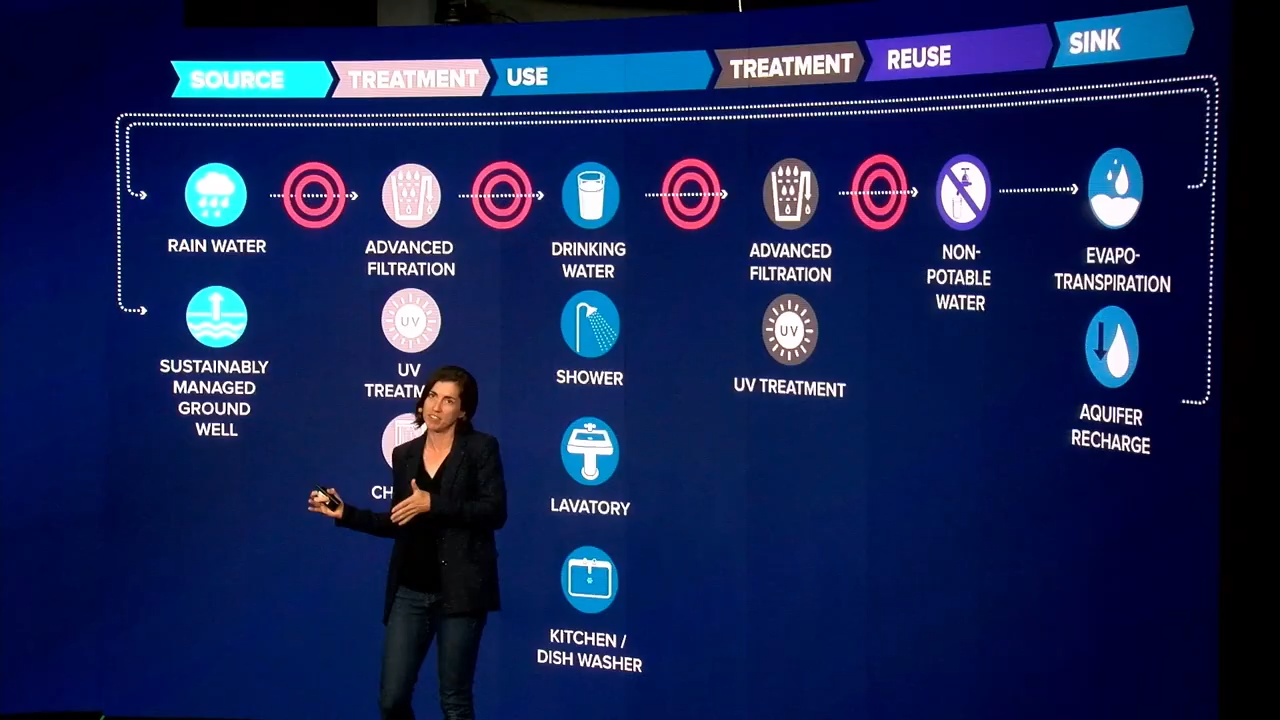 SOURCE
TREATMENT
USE
TREATMENT
REUSE
SINK
RAIN WATER
ADVANCED
FILTRATION
DRINKING
WATER
ADVANCED
FILTRATION
NON-
POTABLE
WATER
EVAPO-
TRANSPIRATION
SUSTAINABLY
MANAGED
GROUND
WELL
UV
UV
SHOWER
UV
UV TREATMENT
AQUIFER
RECHARGE
LAVATORY
KITCHEN /
DISH WASHER